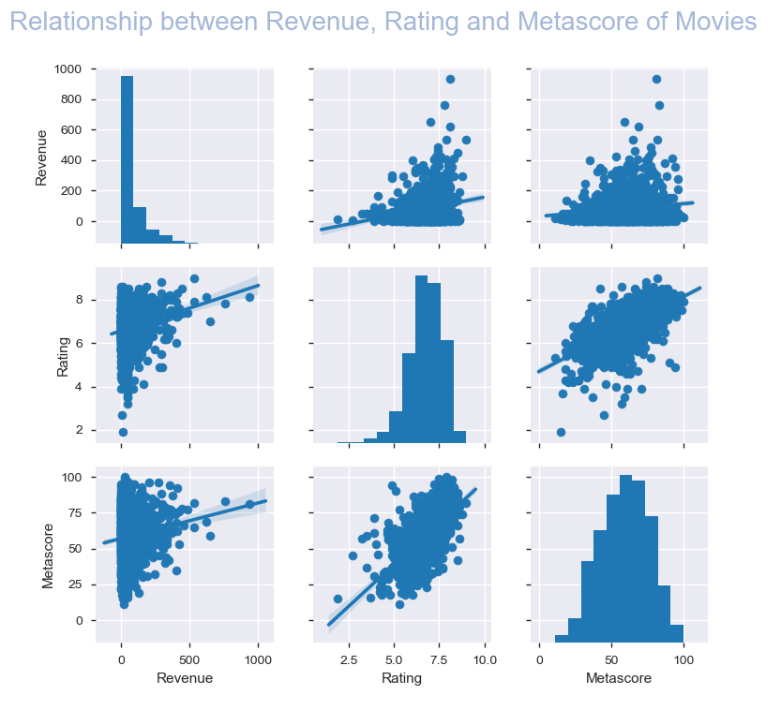 Relationship between Revenue, Rating and Metascore of Movies
1000
800
600
400
200
0
Revenue
8
6
4
2
Rating
100
75
50
25
0
Metascore
0 500 1000
2.5 5.0 7.5 10.0
0 50 100
Revenue Rating Metascore